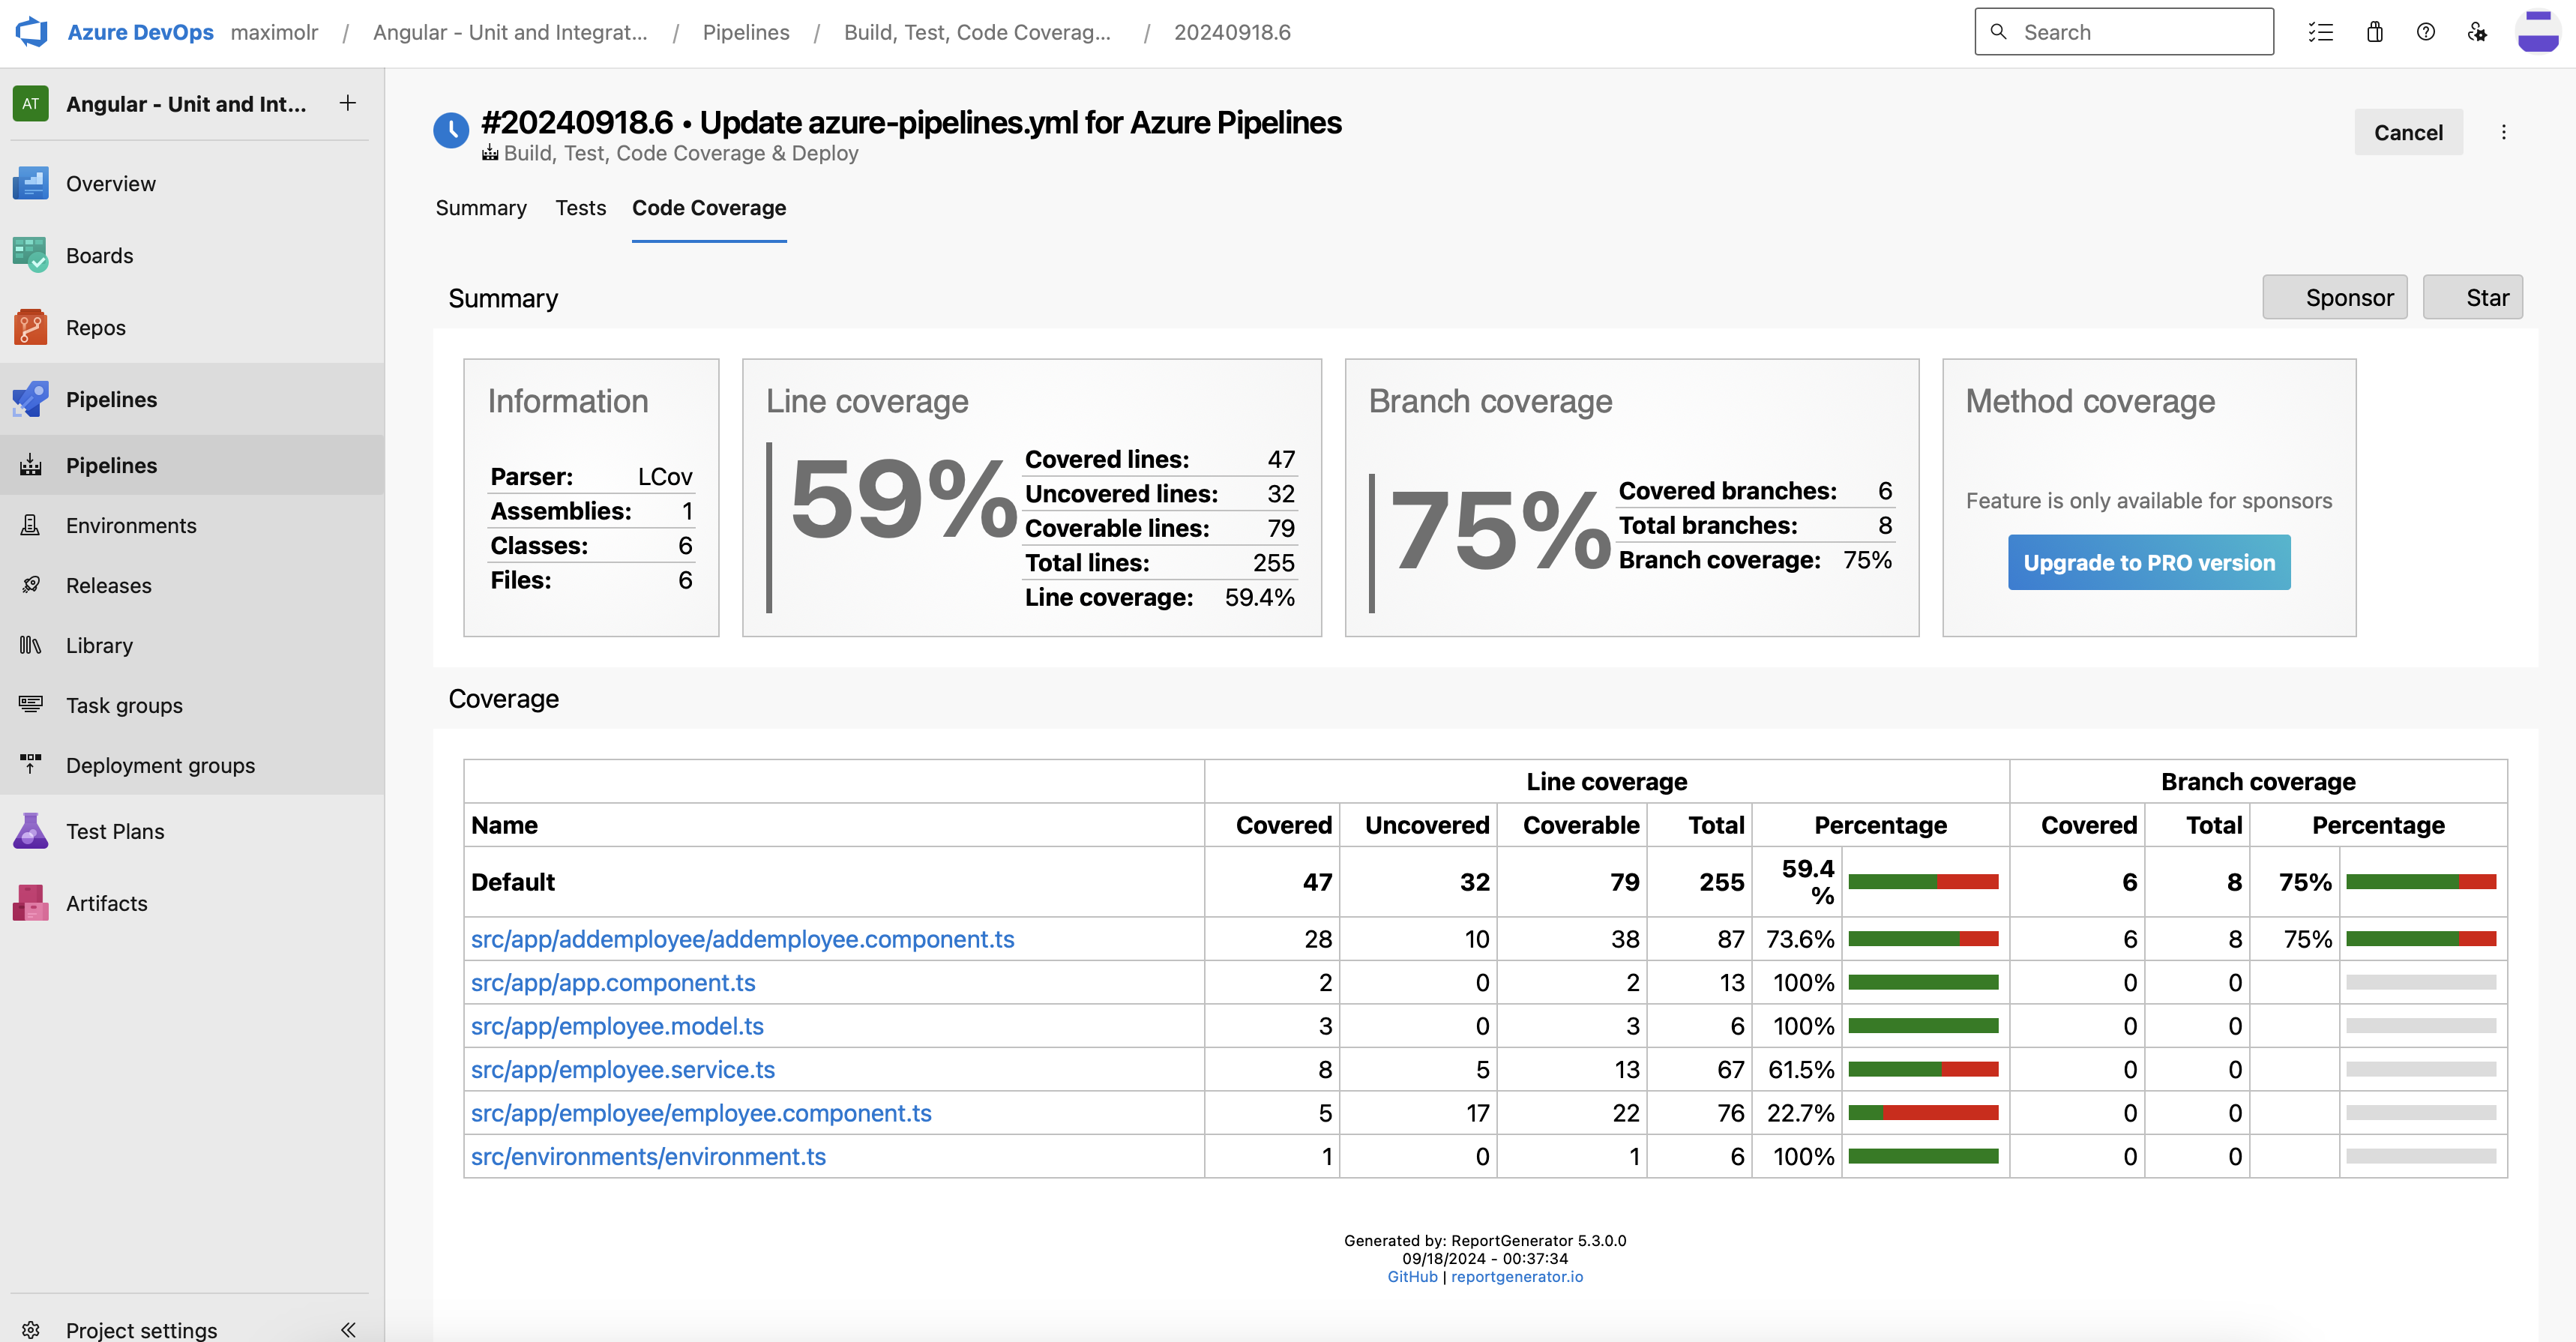 Azure DevOps maximolr / Angular - Unit and Integrat... / Pipelines / Build, Test, Code Coverag... / 20240918.6
Search
AT Angular - Unit and Int... +
Overview
Boards
Repos
Pipelines
Pipelines
Environments
Releases
Library
Task groups
Deployment groups
Test Plans
Artifacts
Project settings
#20240918.6 • Update azure-pipelines.yml for Azure Pipelines
Build, Test, Code Coverage & Deploy
Cancel
Summary Tests Code Coverage
Summary
Sponsor Star
Information
Parser: LCov
Assemblies: 1
Classes: 6
Files: 6
Line coverage
59%
Covered lines: 47
Uncovered lines: 32
Coverable lines: 79
Total lines: 255
Line coverage: 59.4%
Branch coverage
75%
Covered branches: 6
Total branches: 8
Branch coverage: 75%
Method coverage
Feature is only available for sponsors
Upgrade to PRO version
Coverage
Line coverage Branch coverage
Name Covered Uncovered Coverable Total Percentage Covered Total Percentage
Default 47 32 79 255 59.4% 6 8 75%
src/app/addemployee/addemployee.component.ts 28 10 38 87 73.6% 6 8 75%
src/app/app.component.ts 2 0 2 13 100% 0 0
src/app/employee.model.ts 3 0 3 6 100% 0 0
src/app/employee.service.ts 8 5 13 67 61.5% 0 0
src/app/employee/employee.component.ts 5 17 22 76 22.7% 0 0
src/environments/environment.ts 1 0 1 6 100% 0 0
Generated by: ReportGenerator 5.3.0.0
09/18/2024 - 00:37:34
GitHub | reportgenerator.io